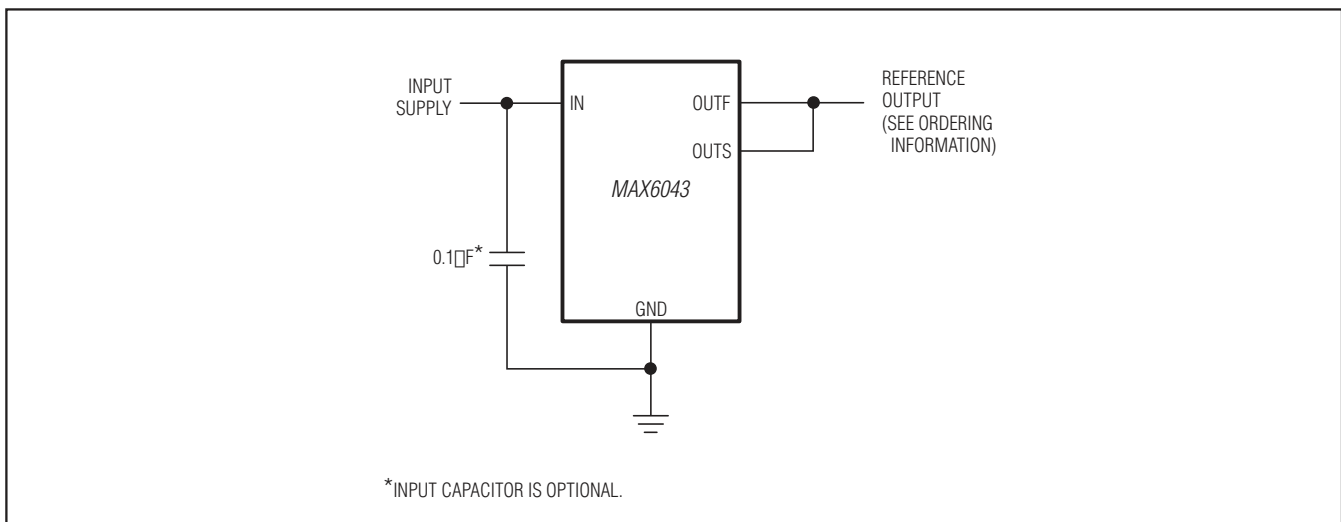 INPUT
SUPPLY
IN
OUTF
OUTS
MAX6043
GND
REFERENCE
OUTPUT
(SEE ORDERING
INFORMATION)
0.1▯F*
*INPUT CAPACITOR IS OPTIONAL.